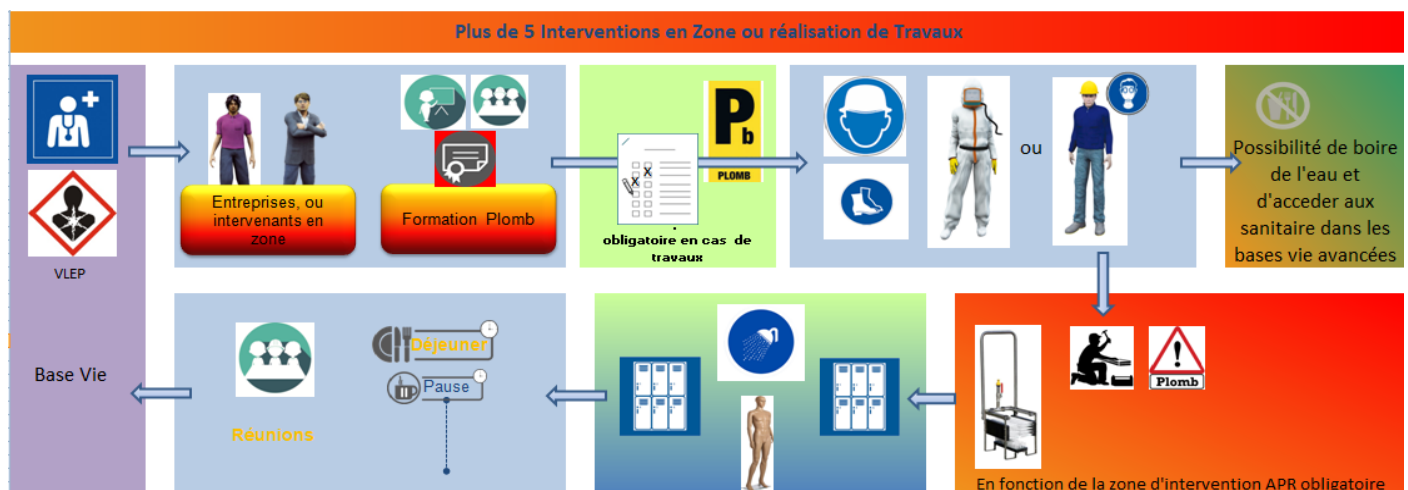 Plus de 5 Interventions en Zone ou réalisation de Travaux
VLEP
Entreprises, ou
intervenants en
zone
Formation Plomb
X
X
Pb
PLOMB
obligatoire en cas de
travaux
ou
Possibilité de boire
de l'eau et
d'acceder aux
sanitaire dans les
bases vie avancées
Base Vie
Réunions
Déjeuner
Pause
Plomb
En fonction de la zone d'intervention APR obligatoire